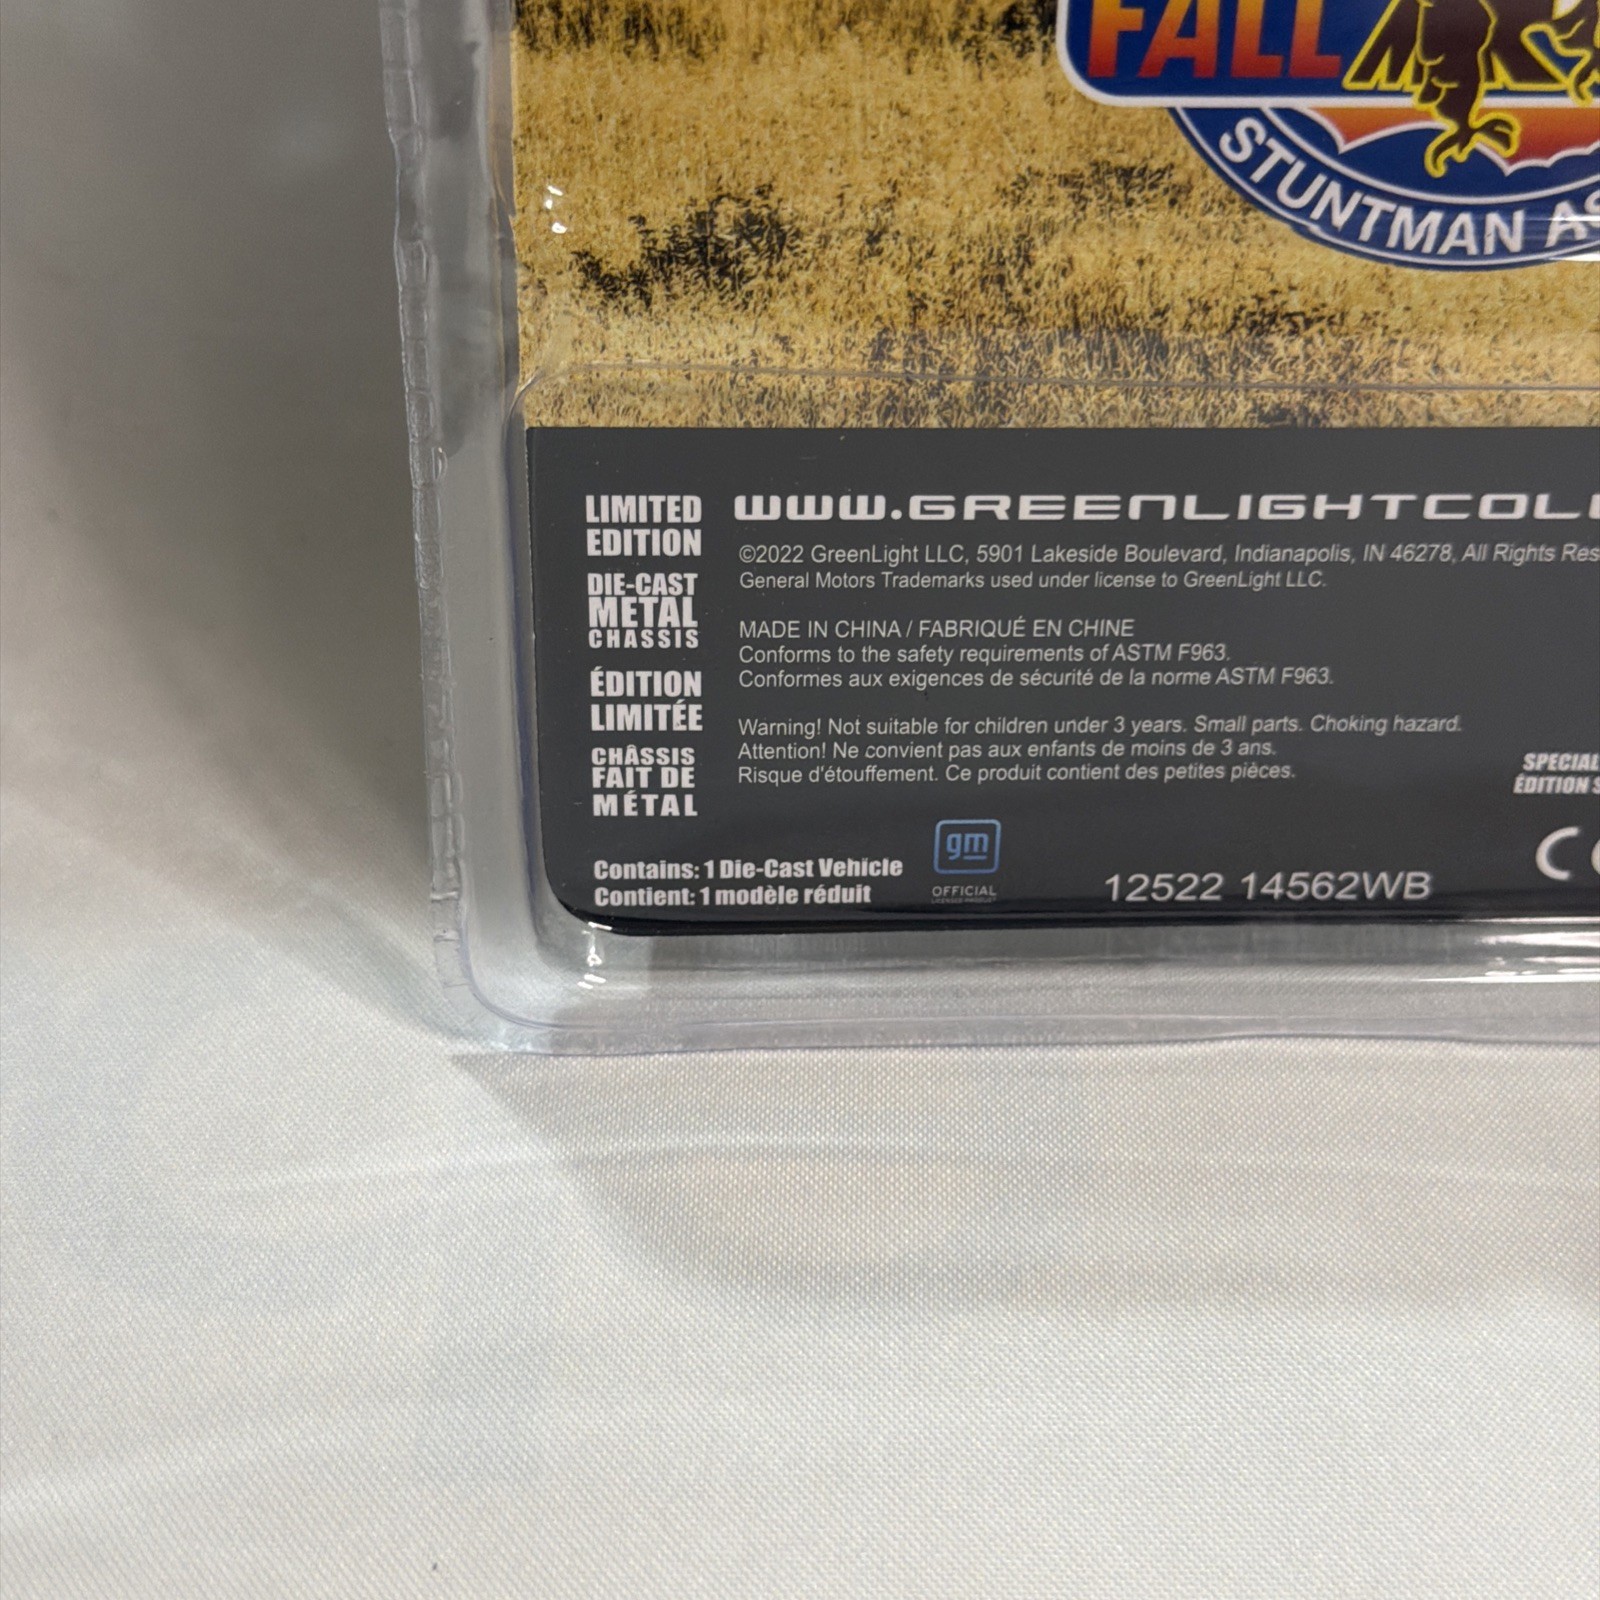 FALL
STUNTMAN
LIMITED
EDITION
DIE-CAST
METAL
CHASSIS
ÉDITION
LIMITÉE
CHÂSSIS
FAIT DE
MÉTAL
WWW.GREENLIGHTCOL
©2022 GreenLight LLC, 5901 Lakeside Boulevard, Indianapolis, IN 46278, All Rights Res
General Motors Trademarks used under license to GreenLight LLC.
MADE IN CHINA / FABRIQUÉ EN CHINE
Conforms to the safety requirements of ASTM F963.
Conformes aux exigences de sécurité de la norme ASTM F963.
Warning! Not suitable for children under 3 years. Small parts. Choking hazard.
Attention! Ne convient pas aux enfants de moins de 3 ans.
Risque d'étouffement. Ce produit contient des petites pièces.
SPECIAL
ÉDITION S
Contains: 1 Die-Cast Vehicle
Contient: 1 modèle réduit
gm
OFFICIAL
LICENSED PRODUCT
12522 14562WB
CE